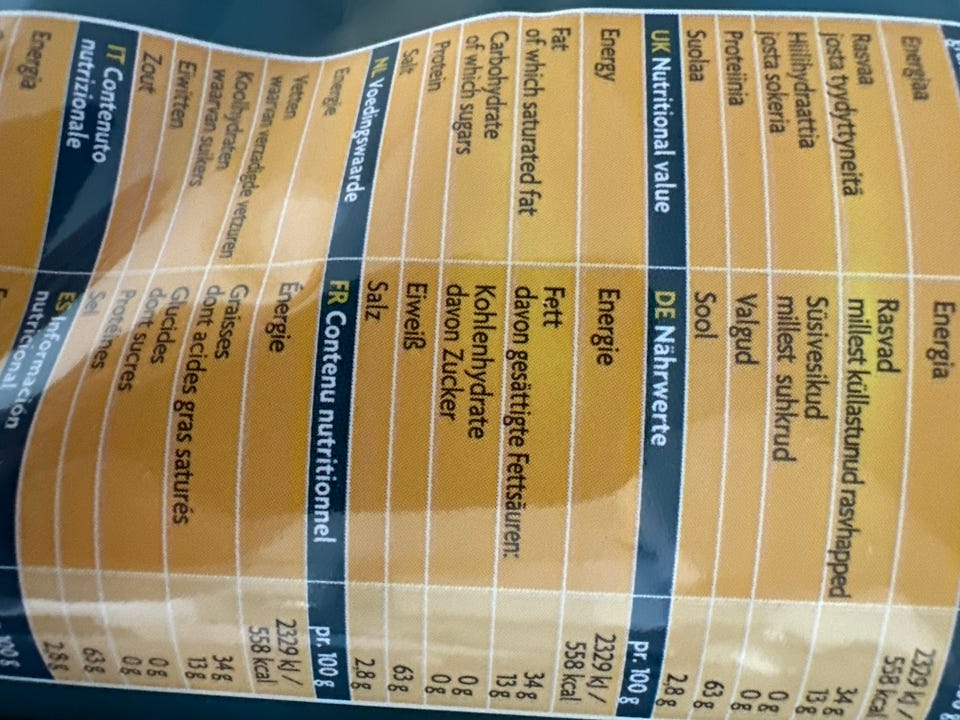 Energiaa Energia 2329 kJ /
558 kcal
Rasvaa Rasvad 34 g
josta tyydyttyneitä millest küllastunud rasvhapped 13 g
Hiilihydraattia Süsivesikud 0 g
josta sokeria millest suhkrud 0 g
Proteiinia Valgud 63 g
Suolaa Sool 2,8 g
UK Nutritional value DE Nährwerte pr. 100 g
Energy Energie 2329 kJ /
558 kcal
Fat Fett 34 g
of which saturated fat davon gesättigte Fettsäuren: 13 g
Carbohydrate Kohlenhydrate 0 g
of which sugars davon Zucker 0 g
Protein Eiweiß 63 g
Salt Salz 2,8 g
NL Voedingswaarde FR Contenu nutritionnel pr. 100 g
Energie Énergie 2329 kJ /
558 kcal
Vetten Graisses 34 g
waarvan verzadigde vetzuren dont acides gras saturés 13 g
Koolhydraten Glucides 0 g
waarvan suikers dont sucres 0 g
Eiwitten Protéines 63 g
Zout Sel 2,8 g
IT Contenuto ES Información
nutrizionale nutricional 100 g
Energia